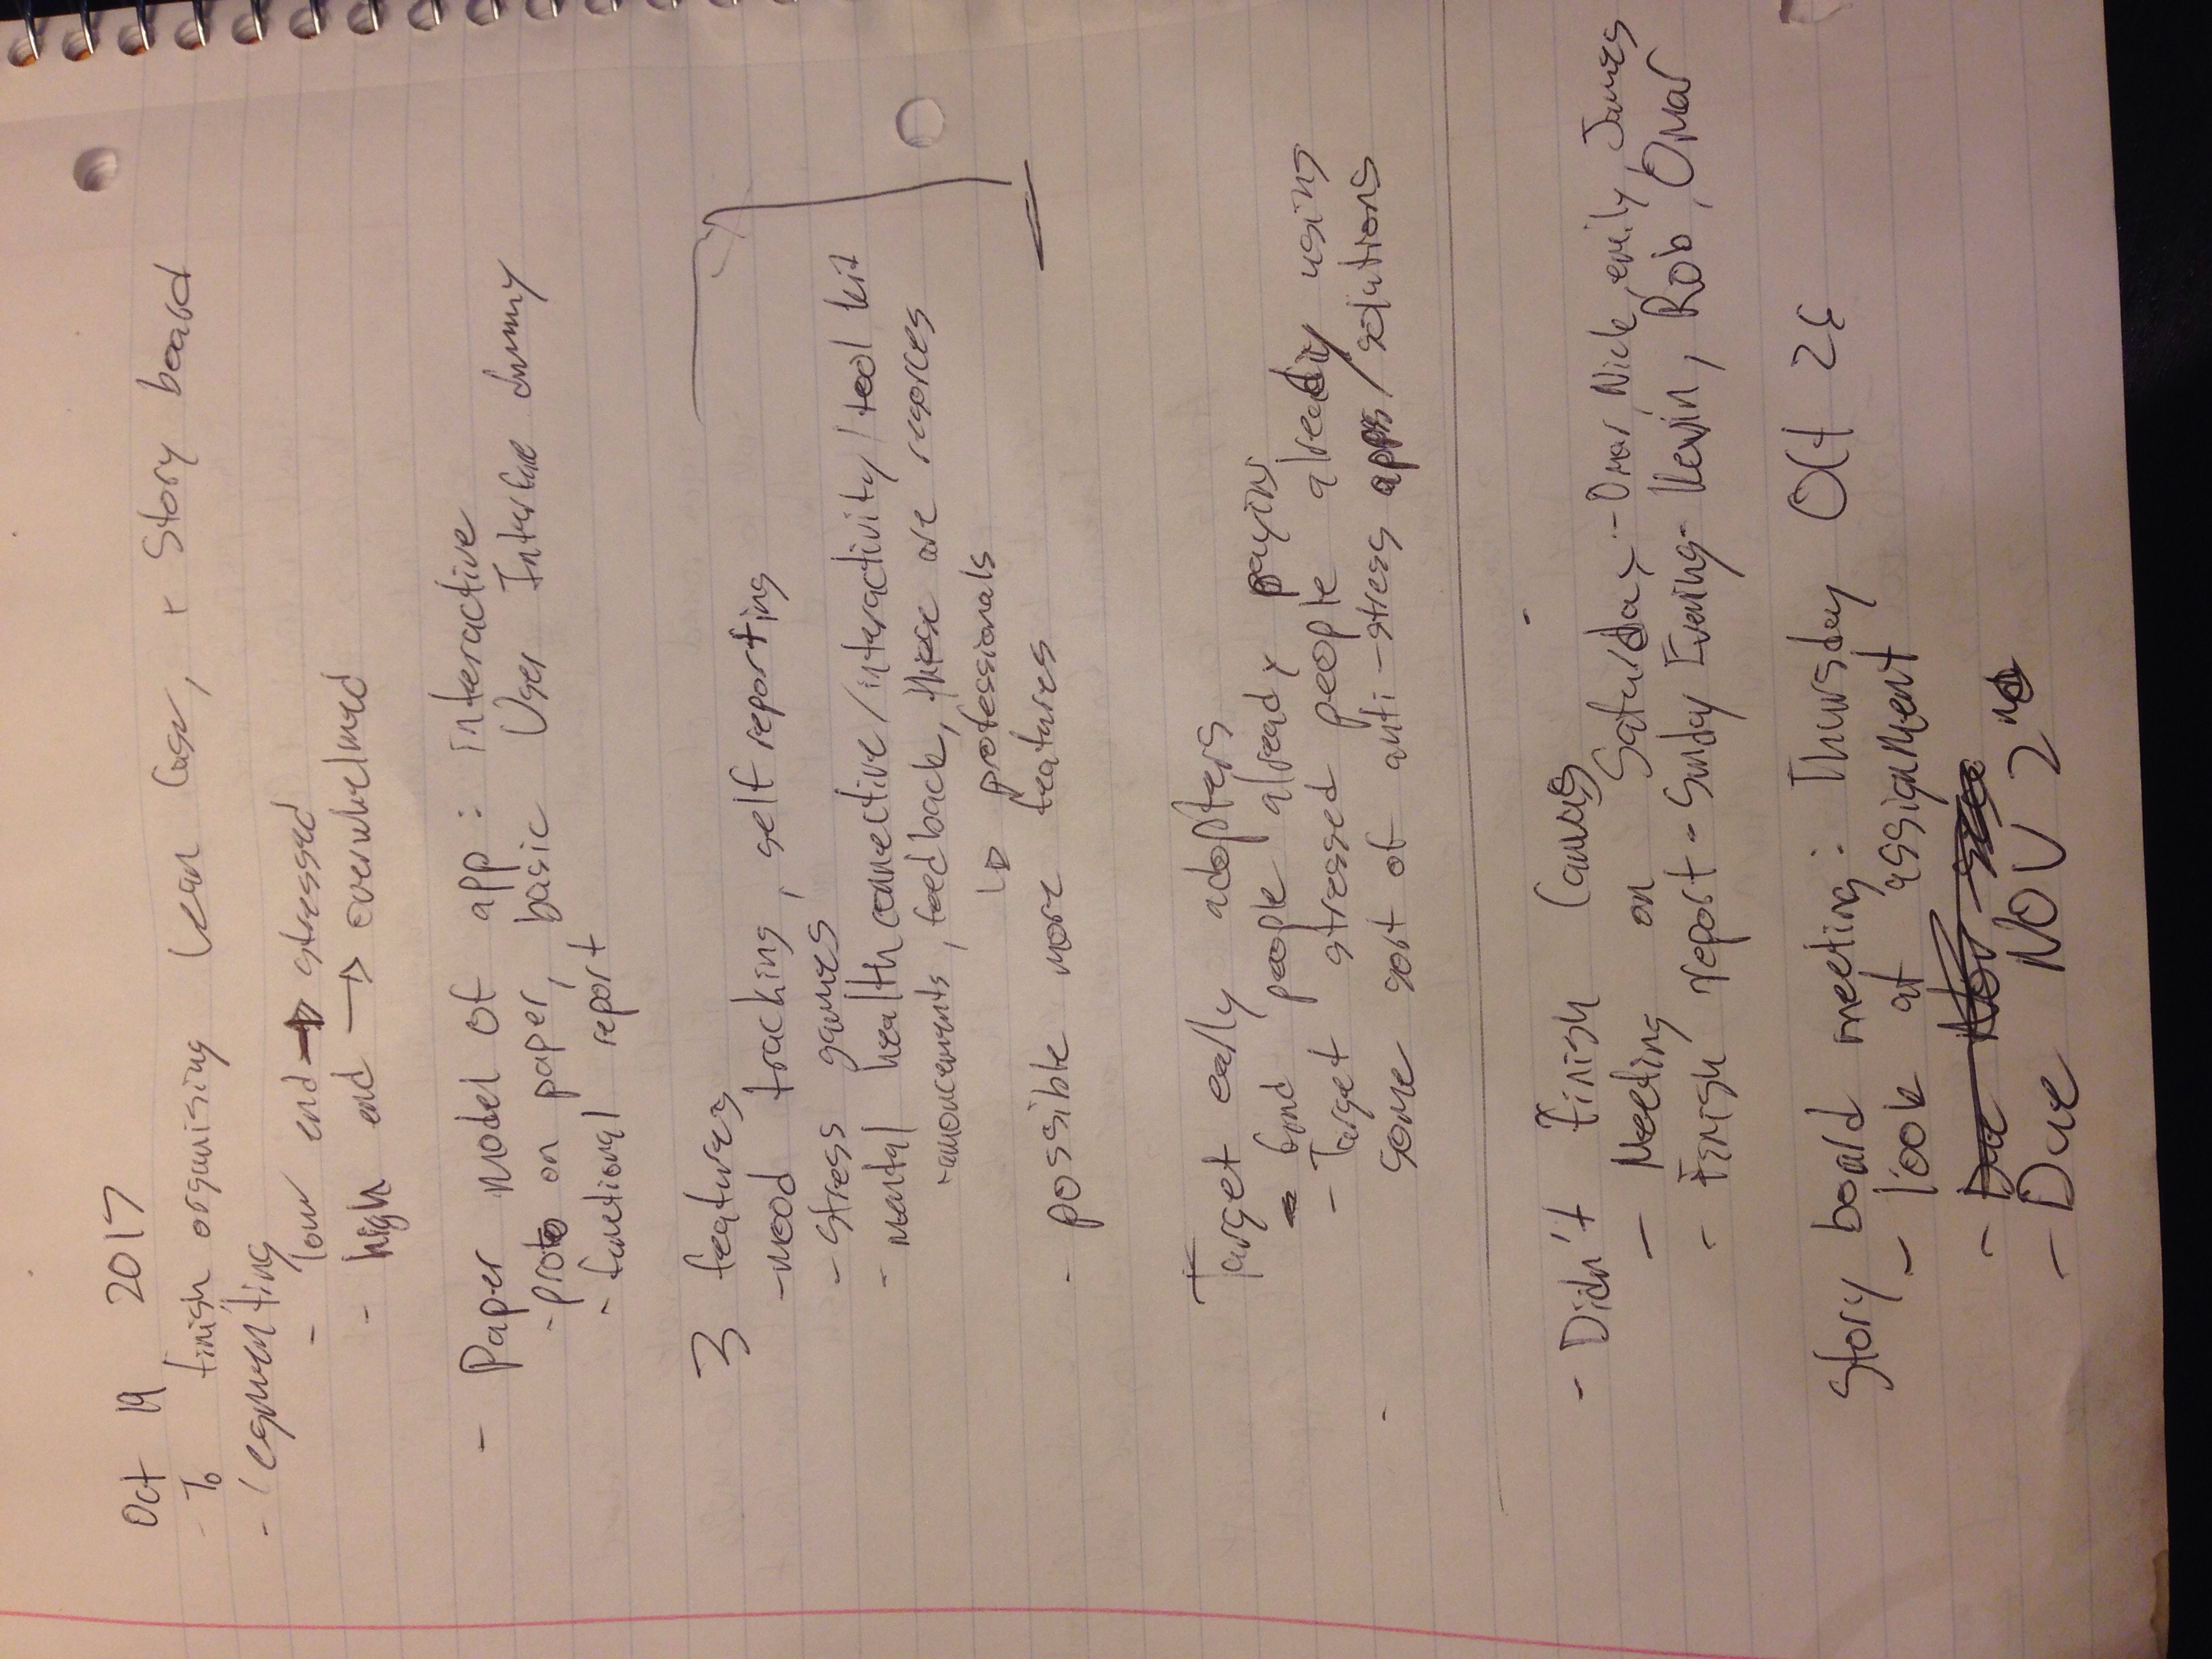 Oct 19, 2017
- To finish organising Lean Case, + Story board
- segmenting
- low end → stressed
- high end → overwhelmed
- Paper model of app : interactive
- proto on paper, basic User Interface dummy
- functional report
3 features
- mood tracking, self reporting
- stress games
- mental health connective/interactivity/tool kit
- announcements, feedback, these are resorces
↳ professionals
- possible more features
Target early adopters
- find people already paying
- Target stressed people already using
some sort of anti-stress apps/solutions
- Didn't finish Canvas
- Meeting on Saturday - Omar, Nick, emily, James
- Finish report - Sunday Evening - Kevin, Rob, Omar
Story board meeting: Thursday Oct 26
- look at assignment
- Due Nov
- Due NOV 2nd